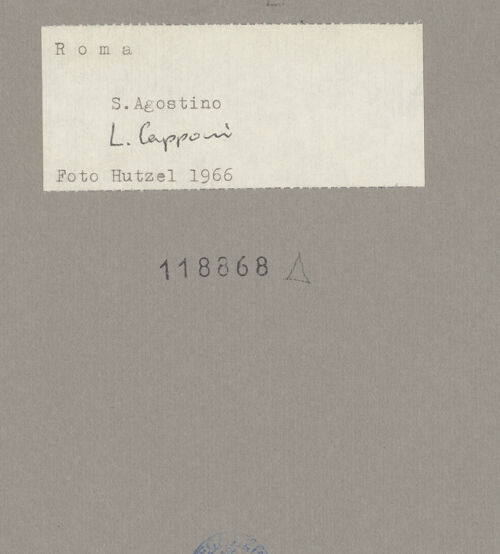 Roma
S.Agostino
L. Capponi
Foto Hutzel 1966
118868